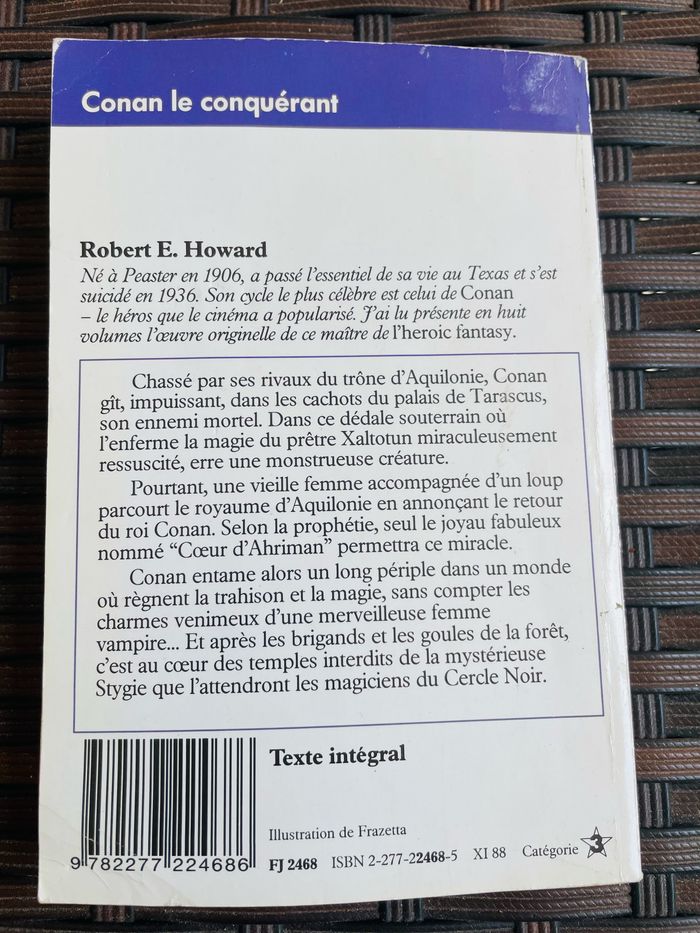 Conan le conquérant
Robert E. Howard
Né à Peaster en 1906, a passé l'essentiel de sa vie au Texas et s'est
suicidé en 1936. Son cycle le plus célèbre est celui de Conan
– le héros que le cinéma a popularisé. J'ai lu présente en huit
volumes l'œuvre originelle de ce maître de l'heroic fantasy.
Chassé par ses rivaux du trône d'Aquilonie, Conan
gît, impuissant, dans les cachots du palais de Tarascus,
son ennemi mortel. Dans ce dédale souterrain où
l'enferme la magie du prêtre Xaltotun miraculeusement
ressuscité, erre une monstrueuse créature.
Pourtant, une vieille femme accompagnée d'un loup
parcourt le royaume d'Aquilonie en annonçant le retour
du roi Conan. Selon la prophétie, seul le joyau fabuleux
nommé “Cœur d'Ahriman” permettra ce miracle.
Conan entame alors un long périple dans un monde
où règnent la trahison et la magie, sans compter les
charmes venimeux d'une merveilleuse femme
vampire... Et après les brigands et les goules de la forêt,
c'est au cœur des temples interdits de la mystérieuse
Stygie que l'attendront les magiciens du Cercle Noir.
Texte intégral
Illustration de Frazetta
9 782277 224686
FJ 2468 ISBN 2-277-22468-5 XI 88 Catégorie 3